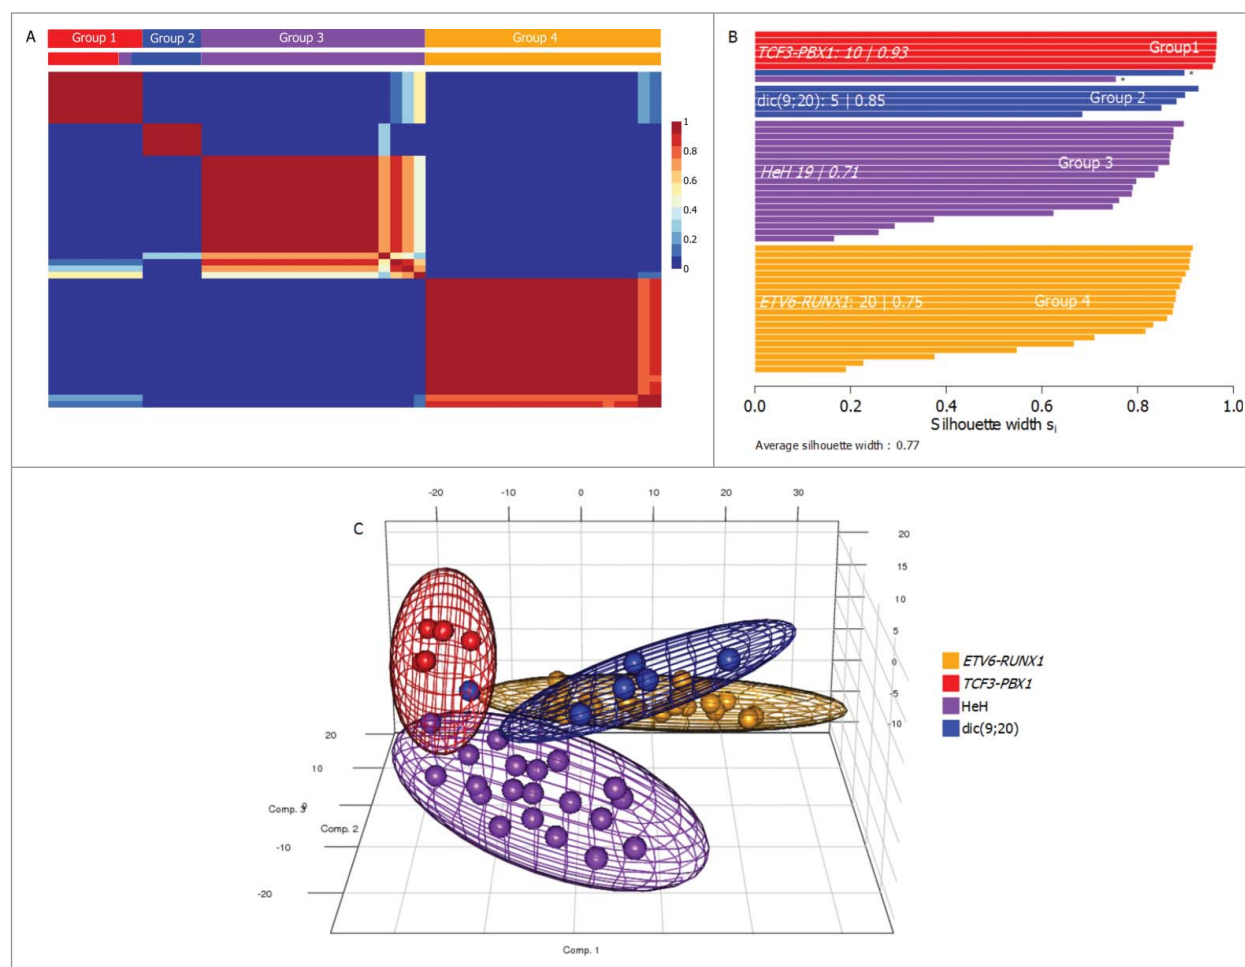 A
Group 1
Group 2
Group 3
Group 4
1
0.8
0.6
0.4
0.2
0
B
TCF3-PBX1: 10 | 0.93
Group1
*
*
dic(9;20): 5 | 0.85
Group 2
HeH 19 | 0.71
Group 3
ETV6-RUNX1: 20 | 0.75
Group 4
0.0
0.2
0.4
0.6
0.8
1.0
Silhouette width si
Average silhouette width : 0.77
C
-20
-10
0
10
20
30
20
15
10
5
0
-5
-10
20
10
0
-10
-20
Comp. 3
Comp. 2
Comp. 1
ETV6-RUNX1
TCF3-PBX1
HeH
dic(9;20)